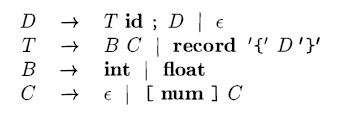 D → T id ; D | ϵ
T → B C | record '{' D '}'
B → int | float
C → ϵ | [ num ] C